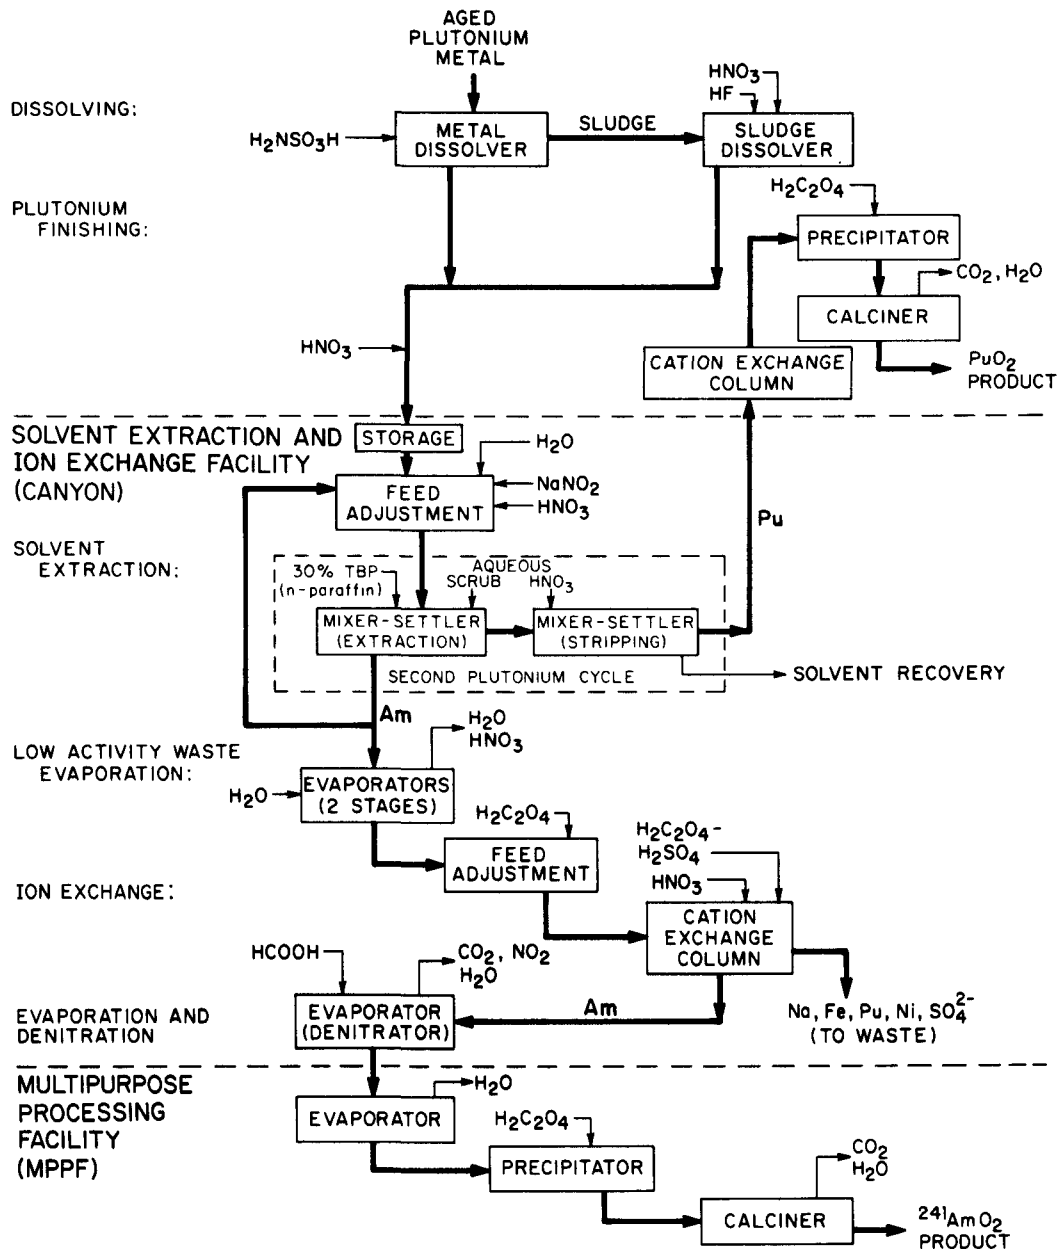 AGED
PLUTONIUM
METAL
DISSOLVING:
H2NSO3H
METAL
DISSOLVER
SLUDGE
HNO3
HF
SLUDGE
DISSOLVER
PLUTONIUM
FINISHING:
H2C2O4
PRECIPITATOR
CO2, H2O
CALCINER
HNO3
CATION EXCHANGE
COLUMN
PuO2
PRODUCT
SOLVENT EXTRACTION AND
ION EXCHANGE FACILITY
(CANYON)
STORAGE
H2O
NaNO2
HNO3
FEED
ADJUSTMENT
Pu
SOLVENT
EXTRACTION:
30% TBP
(n-paraffin)
AQUEOUS
SCRUB
HNO3
MIXER-SETTLER
(EXTRACTION)
MIXER-SETTLER
(STRIPPING)
SECOND PLUTONIUM CYCLE
SOLVENT RECOVERY
Am
LOW ACTIVITY WASTE
EVAPORATION:
H2O
HNO3
H2O
EVAPORATORS
(2 STAGES)
H2C2O4
FEED
ADJUSTMENT
H2C2O4-
H2SO4
HNO3
ION EXCHANGE:
CATION
EXCHANGE
COLUMN
HCOOH
CO2, NO2
H2O
Na, Fe, Pu, Ni, SO4 2-
(TO WASTE)
EVAPORATION AND
DENITRATION
EVAPORATOR
(DENITRATOR)
Am
MULTIPURPOSE
PROCESSING
FACILITY
(MPPF)
H2O
EVAPORATOR
H2C2O4
PRECIPITATOR
CO2
H2O
CALCINER
241AmO2
PRODUCT